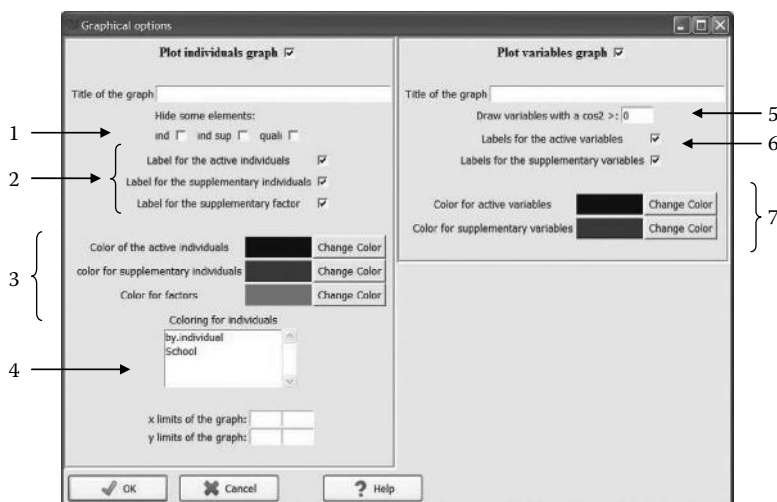 Graphical options
Plot individuals graph
Title of the graph
Hide some elements:
ind ind sup quali
Label for the active individuals
Label for the supplementary individuals
Label for the supplementary factor
Color of the active individuals Change Color
color for supplementary individuals Change Color
Color for factors Change Color
Coloring for individuals
by.individual
School
x limits of the graph:
y limits of the graph:
Plot variables graph
Title of the graph
Draw variables with a cos2 >: 0
Labels for the active variables
Labels for the supplementary variables
Color for active variables Change Color
Color for supplementary variables Change Color
OK Cancel Help
1
2
3
4
5
6
7